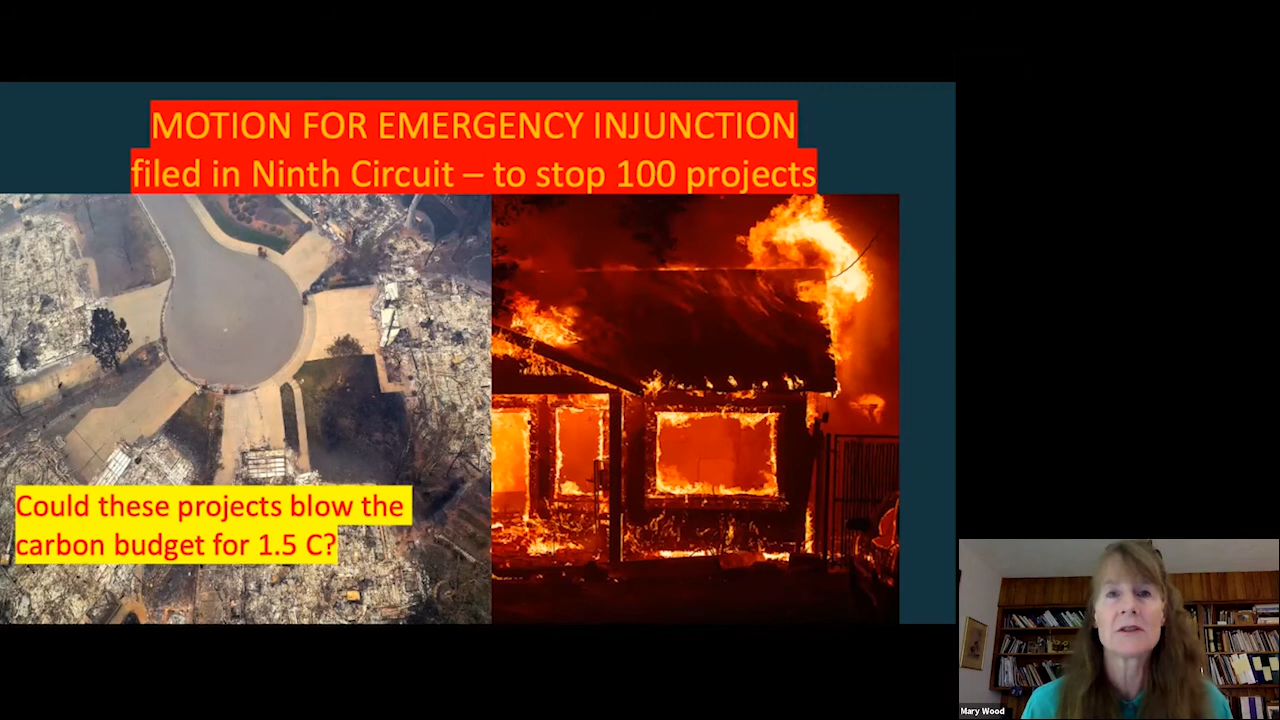 MOTION FOR EMERGENCY INJUNCTION
filed in Ninth Circuit – to stop 100 projects
Could these projects blow the
carbon budget for 1.5 C?
Mary Wood